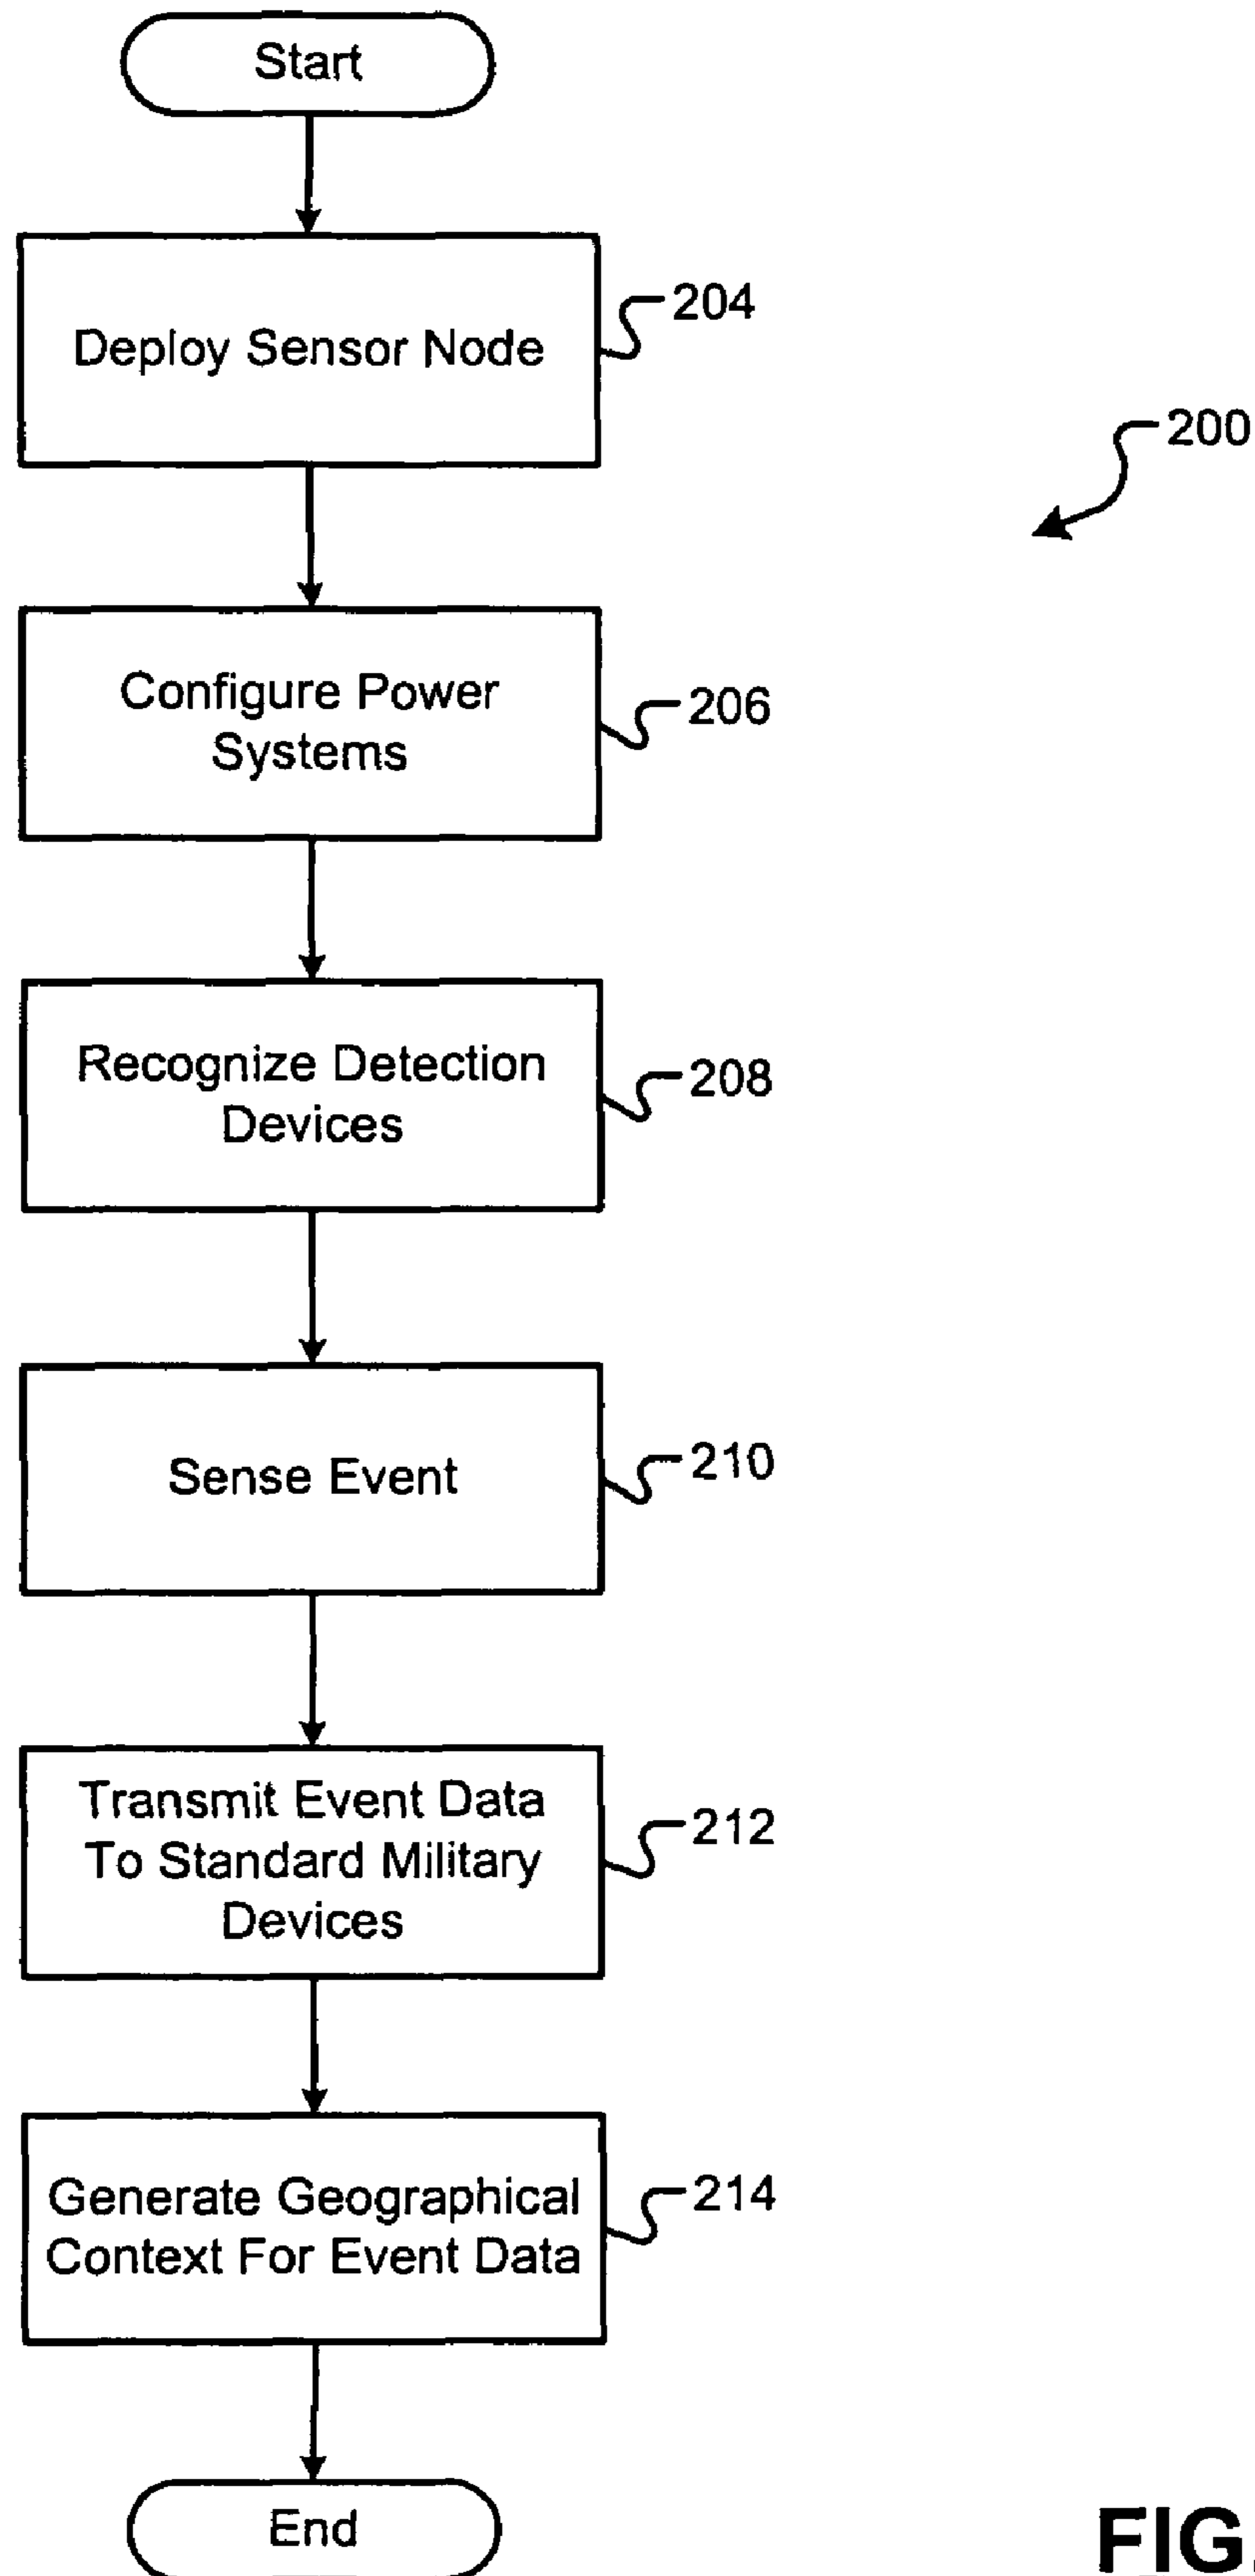 Start
Deploy Sensor Node
204
200
Configure Power
Systems
206
Recognize Detection
Devices
208
Sense Event
210
Transmit Event Data
To Standard Military
Devices
212
Generate Geographical
Context For Event Data
214
End
FIG.